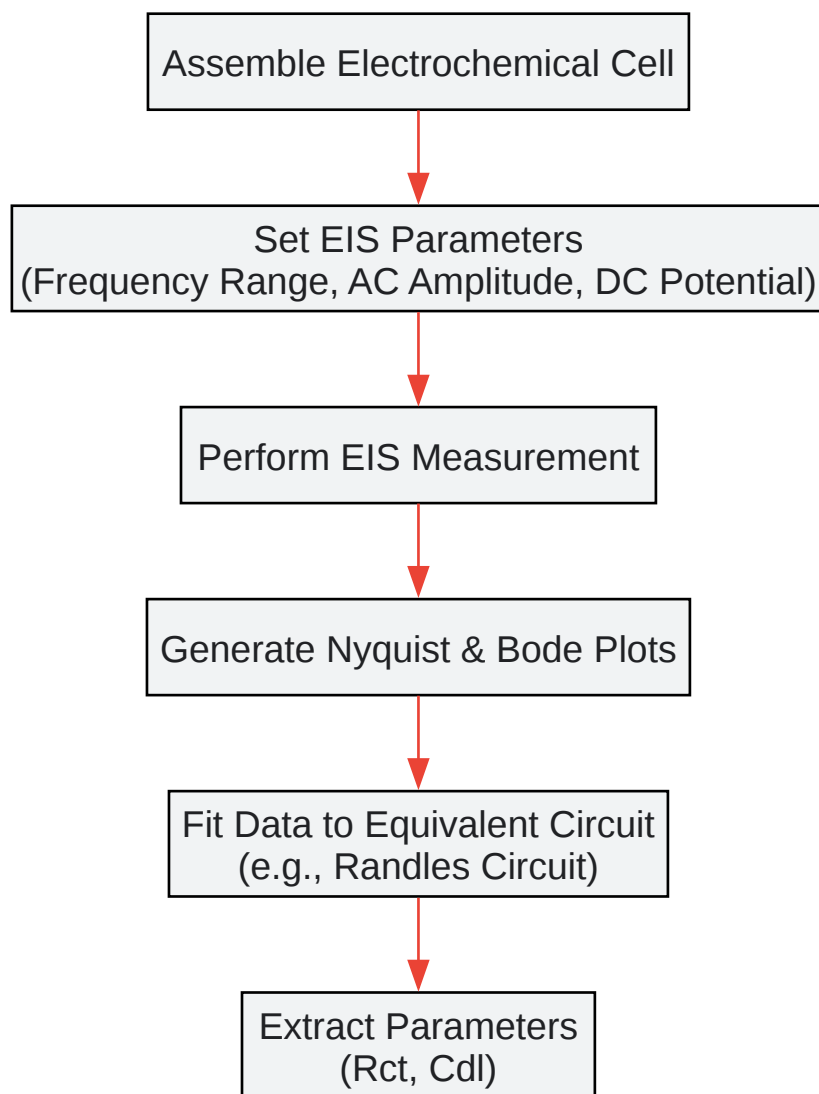 Assemble Electrochemical Cell
Set EIS Parameters
(Frequency Range, AC Amplitude, DC Potential)
Perform EIS Measurement
Generate Nyquist & Bode Plots
Fit Data to Equivalent Circuit
(e.g., Randles Circuit)
Extract Parameters
(Rct, Cdl)